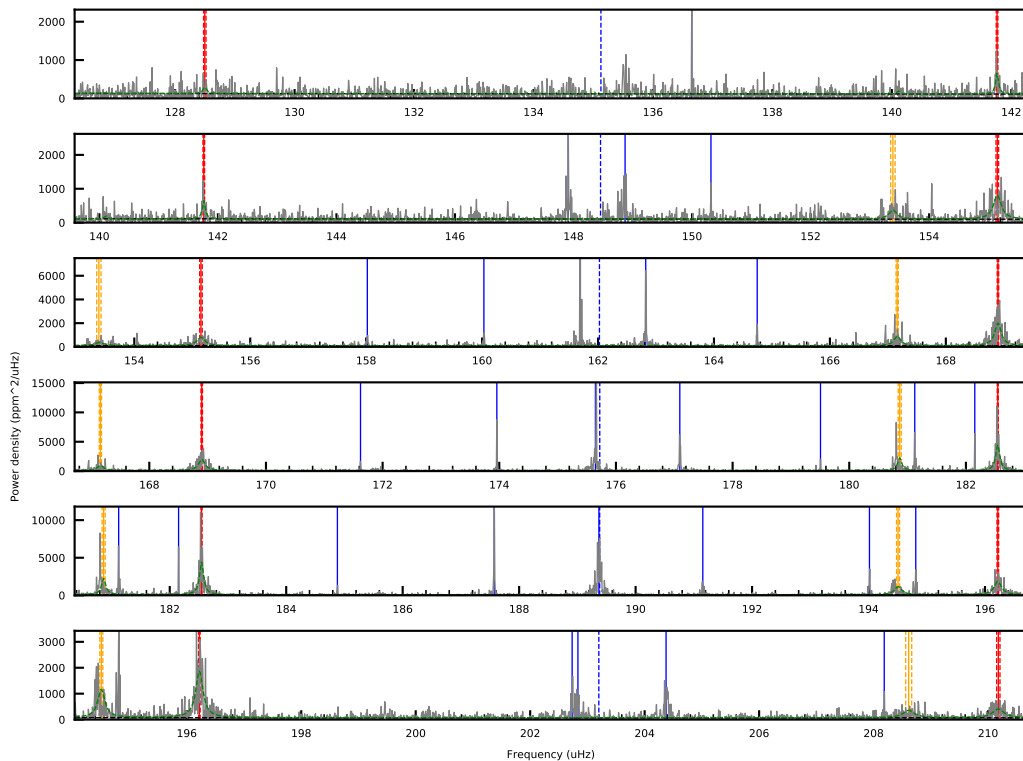 2000
1000
0
128 130 132 134 136 138 140 142
2000
1000
0
140 142 144 146 148 150 152 154
6000
4000
2000
0
154 156 158 160 162 164 166 168
Power density (ppm^2/uHz)
15000
10000
5000
0
168 170 172 174 176 178 180 182
10000
5000
0
182 184 186 188 190 192 194 196
3000
2000
1000
0
196 198 200 202 204 206 208 210
Frequency (uHz)